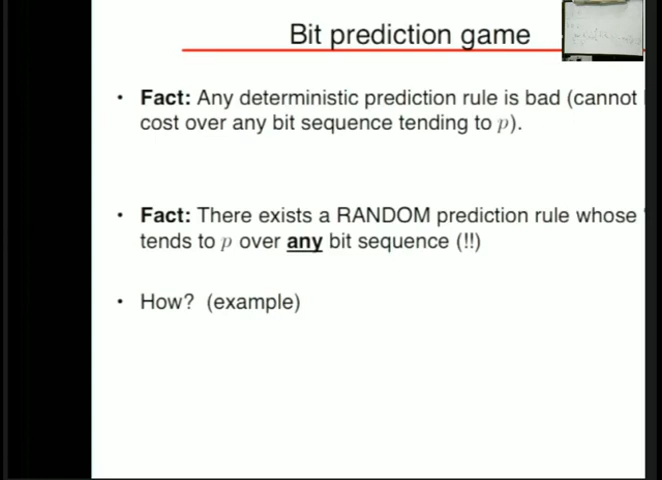 Bit prediction game
• Fact: Any deterministic prediction rule is bad (cannot
cost over any bit sequence tending to p).
• Fact: There exists a RANDOM prediction rule whose
tends to p over any bit sequence (!!)
• How? (example)